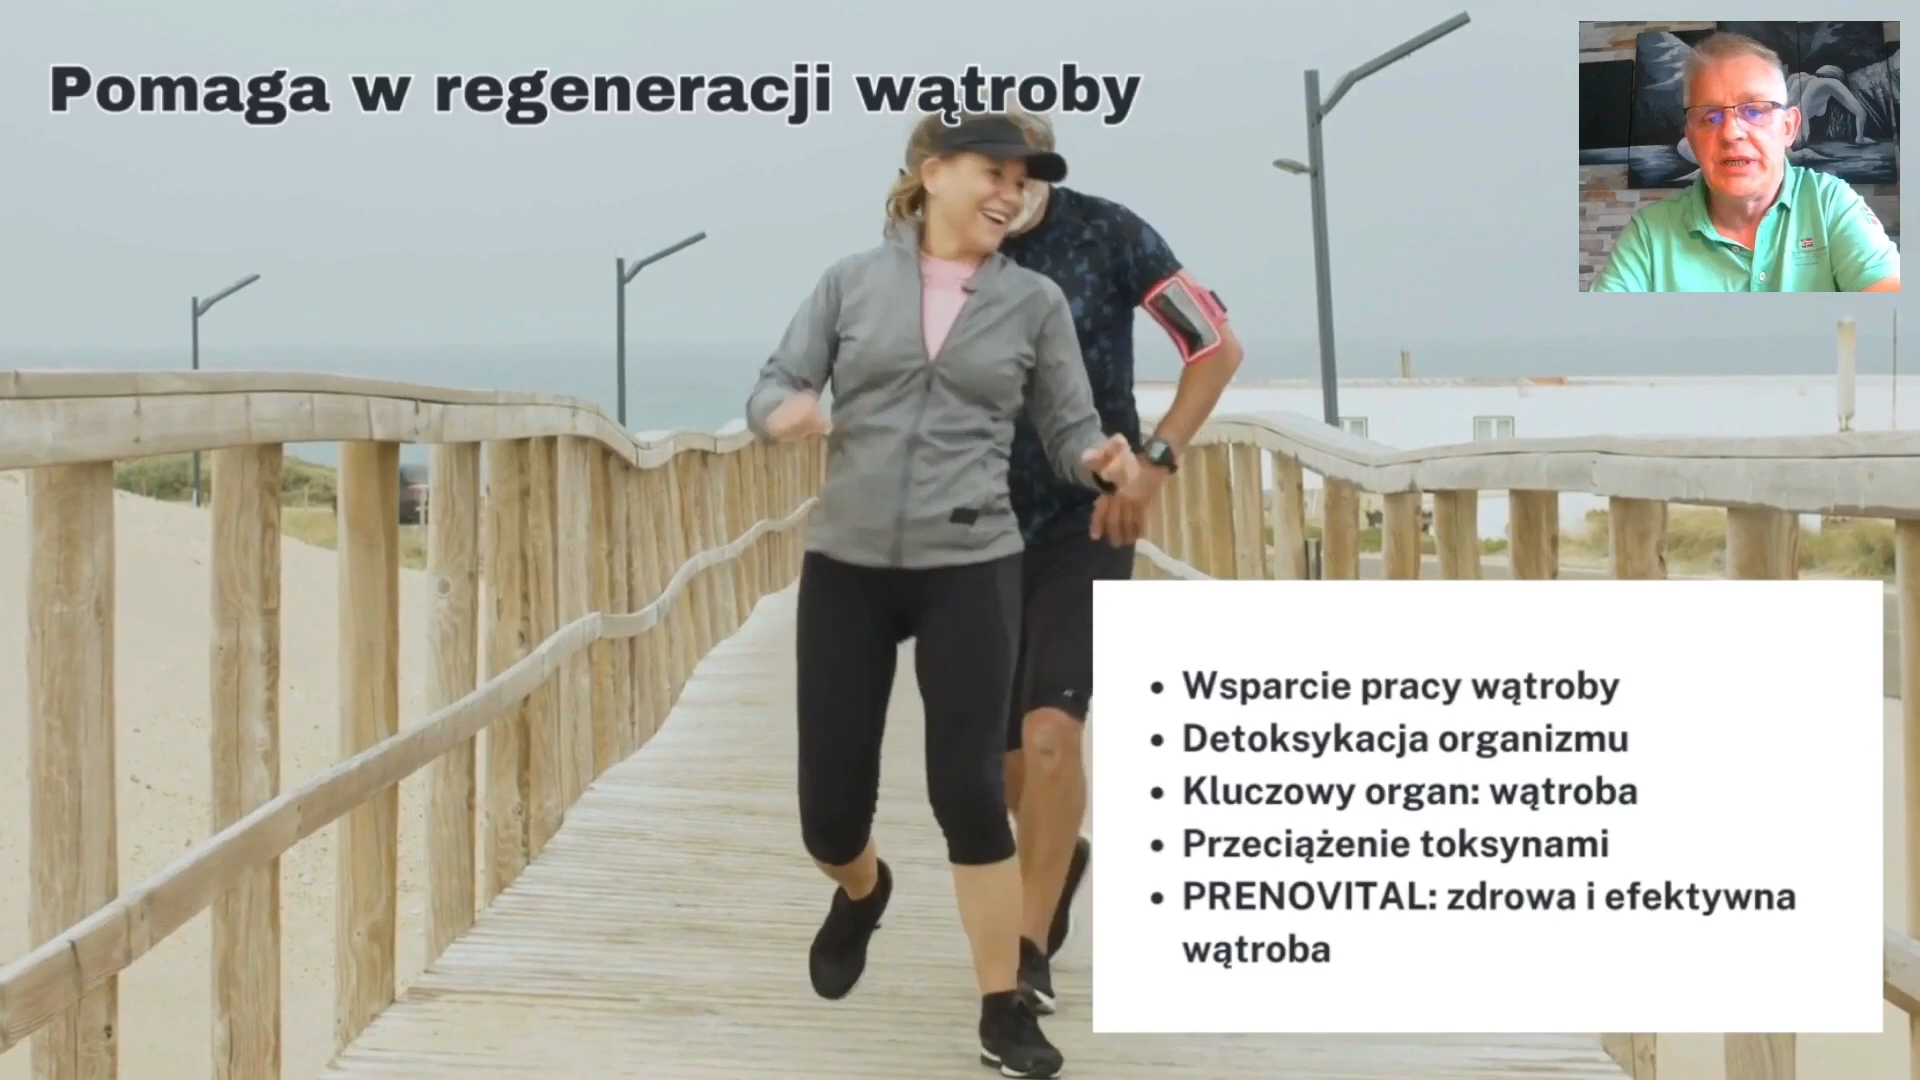 Pomaga w regeneracji wątroby
• Wsparcie pracy wątroby
• Detoksykacja organizmu
• Kluczowy organ: wątroba
• Przeciążenie toksynami
• PRENOVITAL: zdrowa i efektywna
wątroba